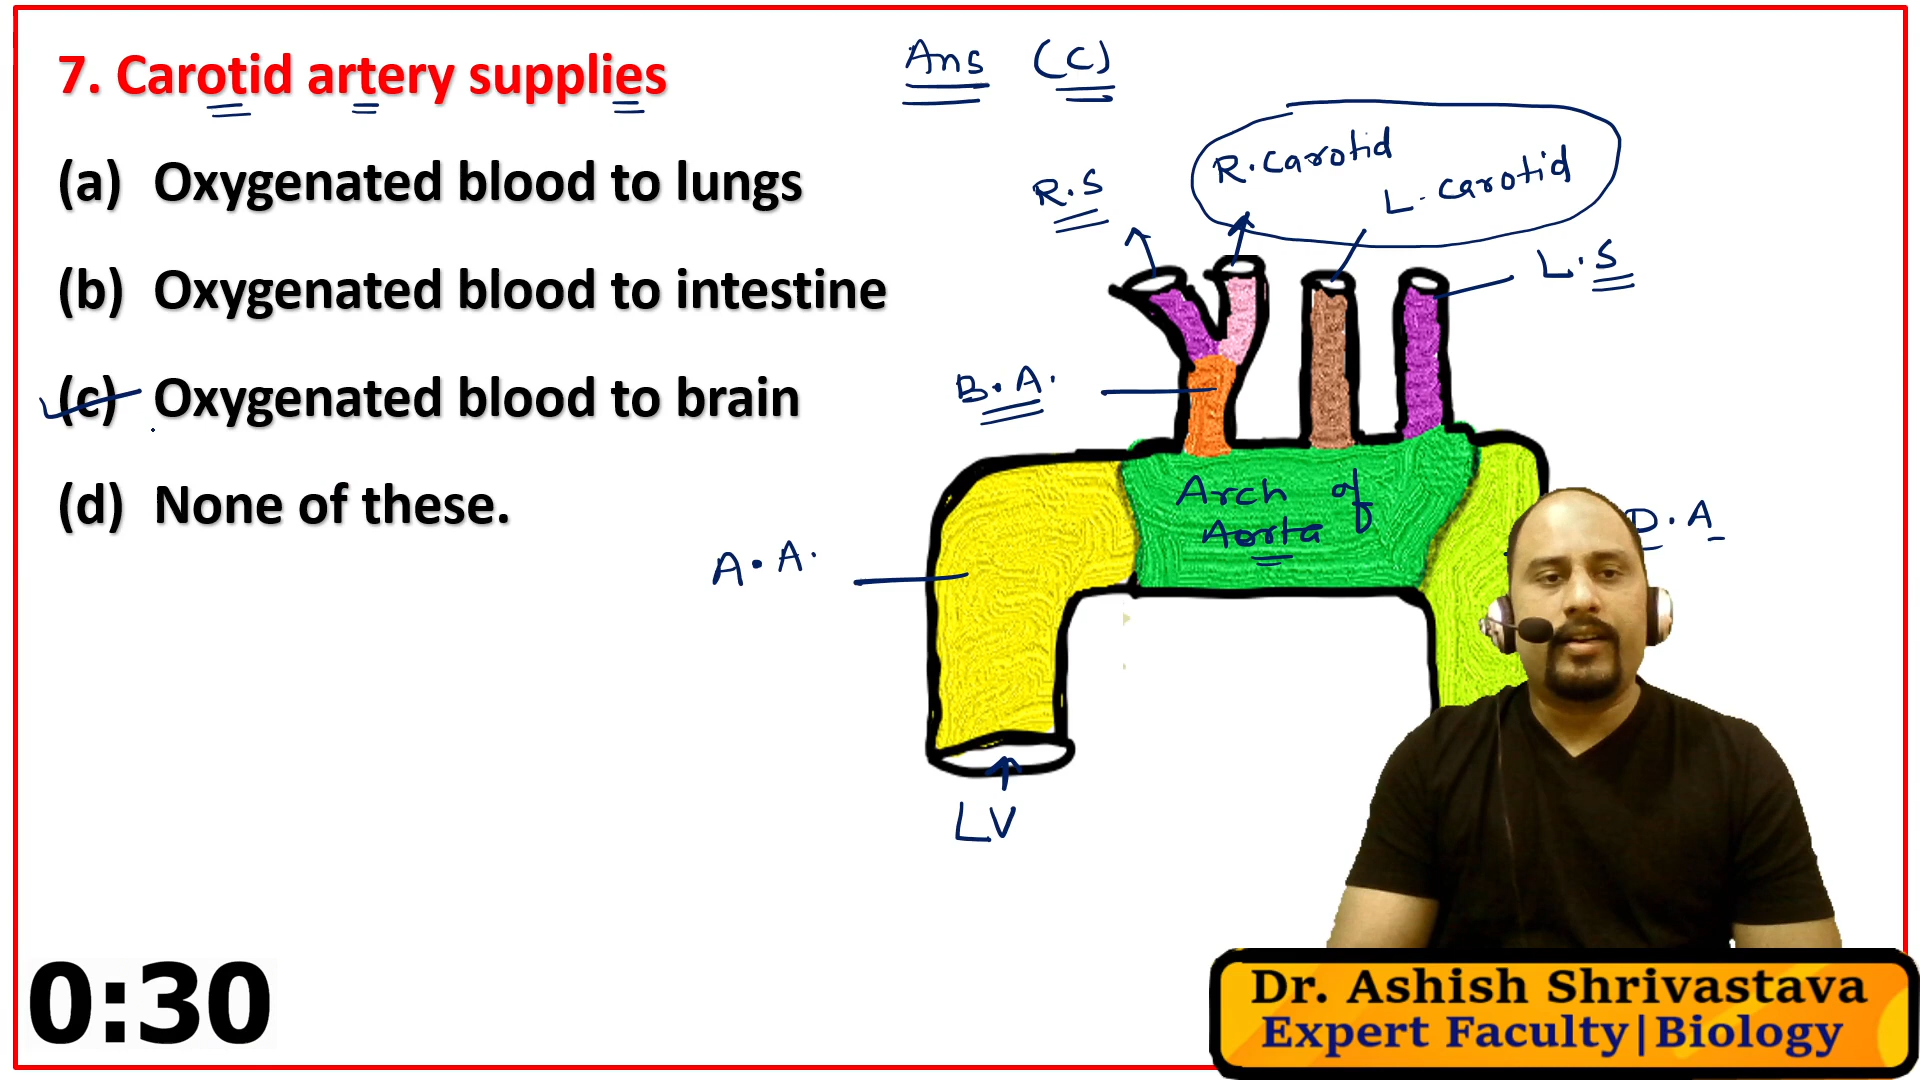 7. Carotid artery supplies
Ans (C)
(a) Oxygenated blood to lungs
(b) Oxygenated blood to intestine
(c) Oxygenated blood to brain
(d) None of these.
R. Carotid
L. Carotid
R.S
L.S
B.A.
Arch of
Aorta
A.A.
D.A
LV
0:30
Dr. Ashish Shrivastava
Expert Faculty|Biology